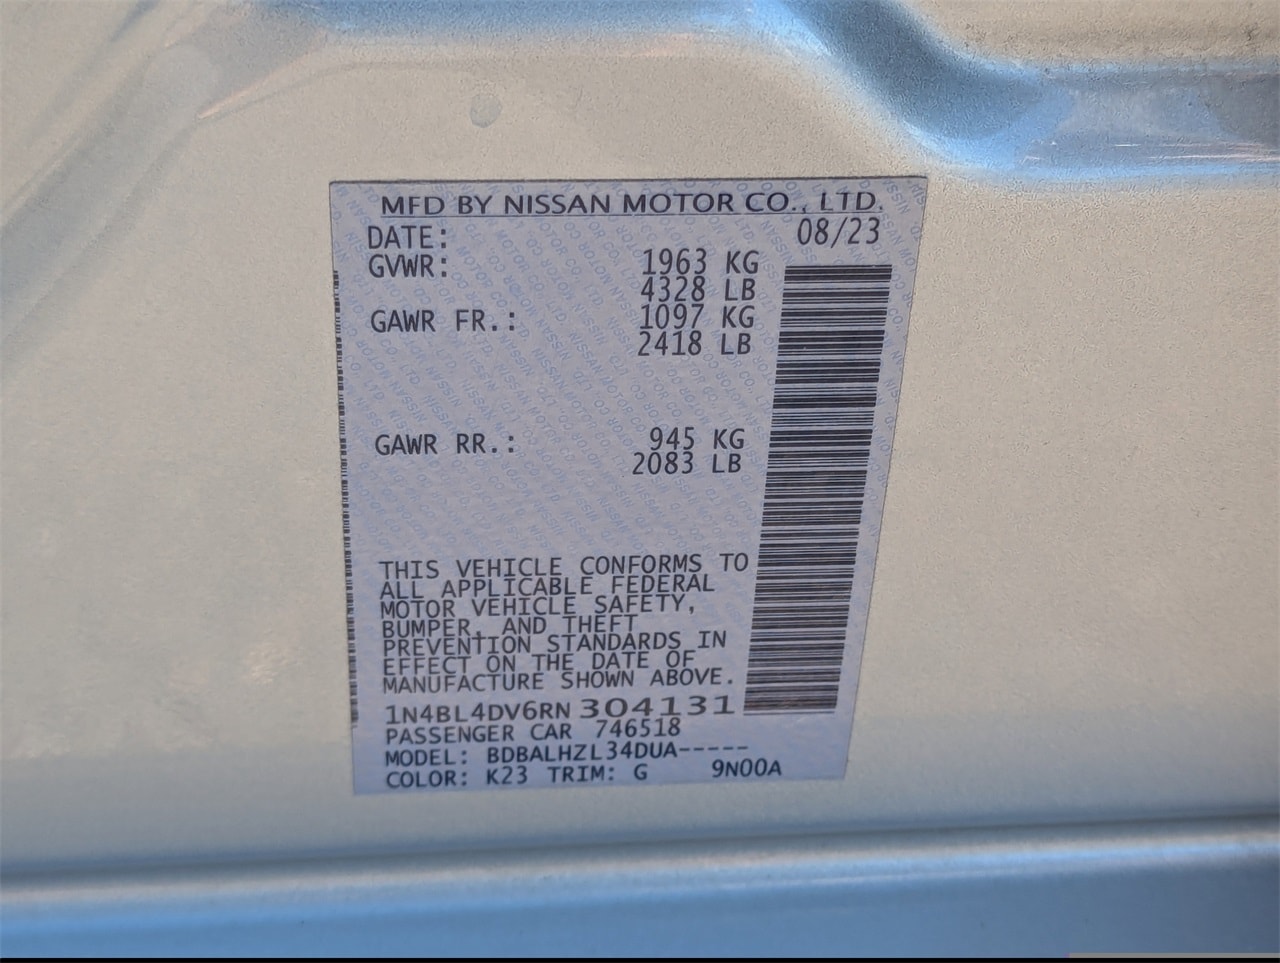 MFD BY NISSAN MOTOR CO., LTD.
DATE: 08/23
GVWR: 1963 KG
4328 LB
GAWR FR.: 1097 KG
2418 LB
GAWR RR.: 945 KG
2083 LB
THIS VEHICLE CONFORMS TO
ALL APPLICABLE FEDERAL
MOTOR VEHICLE SAFETY,
BUMPER, AND THEFT
PREVENTION STANDARDS IN
EFFECT ON THE DATE OF
MANUFACTURE SHOWN ABOVE.
1N4BL4DV6RN 304131
PASSENGER CAR 746518
MODEL: BDBALHZL34DUA-----
COLOR: K23 TRIM: G 9N00A